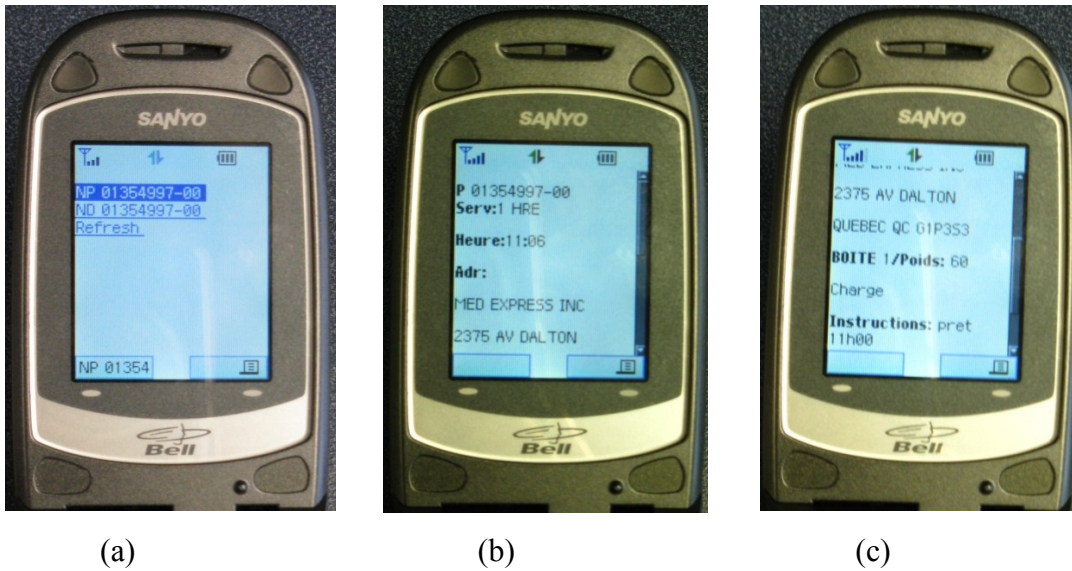 SANYO
NP 01354997-00
ND 01354997-00
Refresh
NP 01354
Bell
(a)
SANYO
P 01354997-00
Serv:1 HRE
Heure:11:06
Adr:
MED EXPRESS INC
2375 AV DALTON
Bell
(b)
SANYO
2375 AV DALTON
QUEBEC QC G1P3S3
BOITE 1/Poids: 60
Charge
Instructions: pret
11h00
Bell
(c)